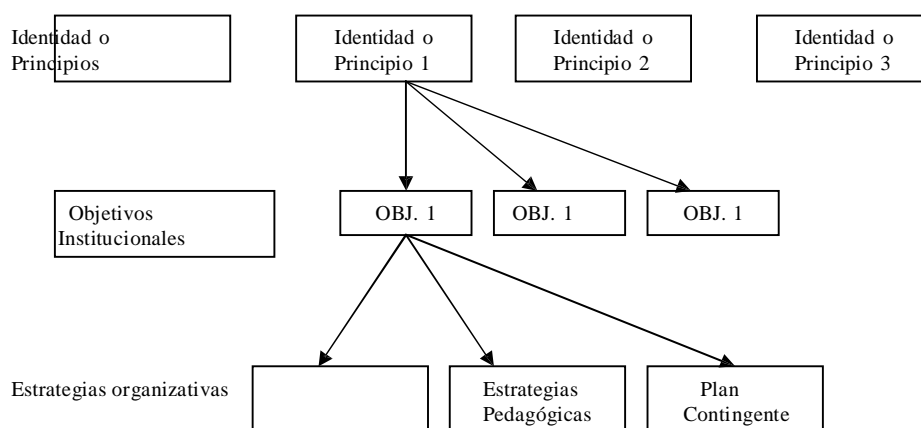 Identidad o
Principios
Identidad o
Principio 1
Identidad o
Principio 2
Identidad o
Principio 3
Objetivos
Institucionales
OBJ. 1
OBJ. 1
OBJ. 1
Estrategias organizativas
Estrategias
Pedagógicas
Plan
Contingente